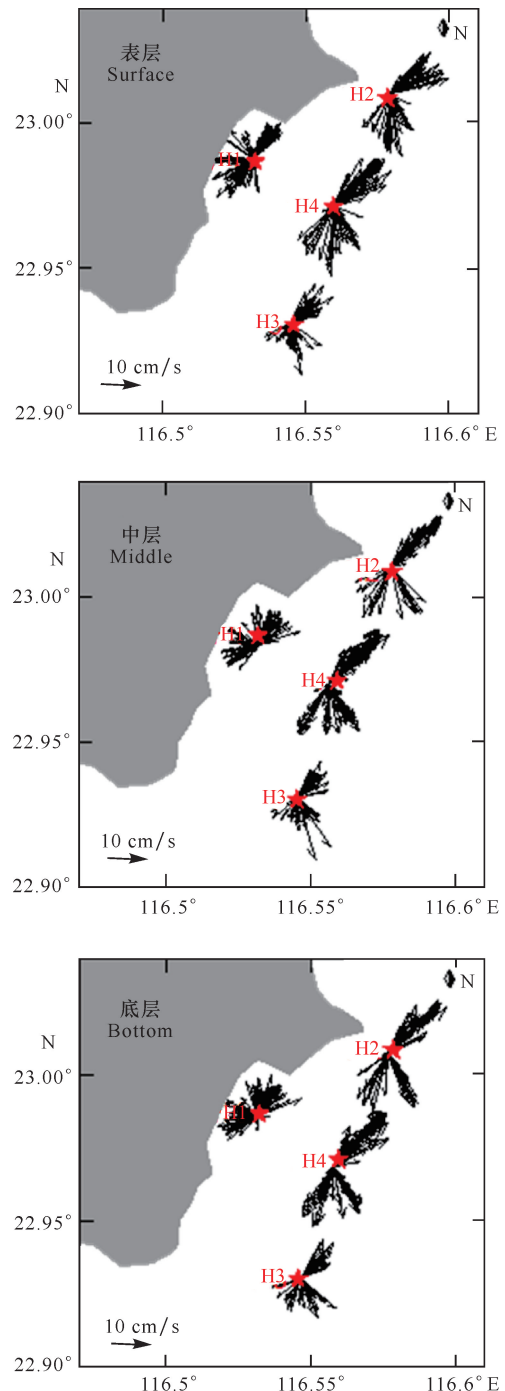 表层
Surface
N
N
H2
23.00°
H1
H4
22.95°
H3
10 cm/s
22.90°
116.5°
116.55°
116.6° E
中层
Middle
N
N
H2
23.00°
H1
H4
22.95°
H3
10 cm/s
22.90°
116.5°
116.55°
116.6° E
底层
Bottom
N
N
H2
23.00°
H1
H4
22.95°
H3
10 cm/s
22.90°
116.5°
116.55°
116.6° E